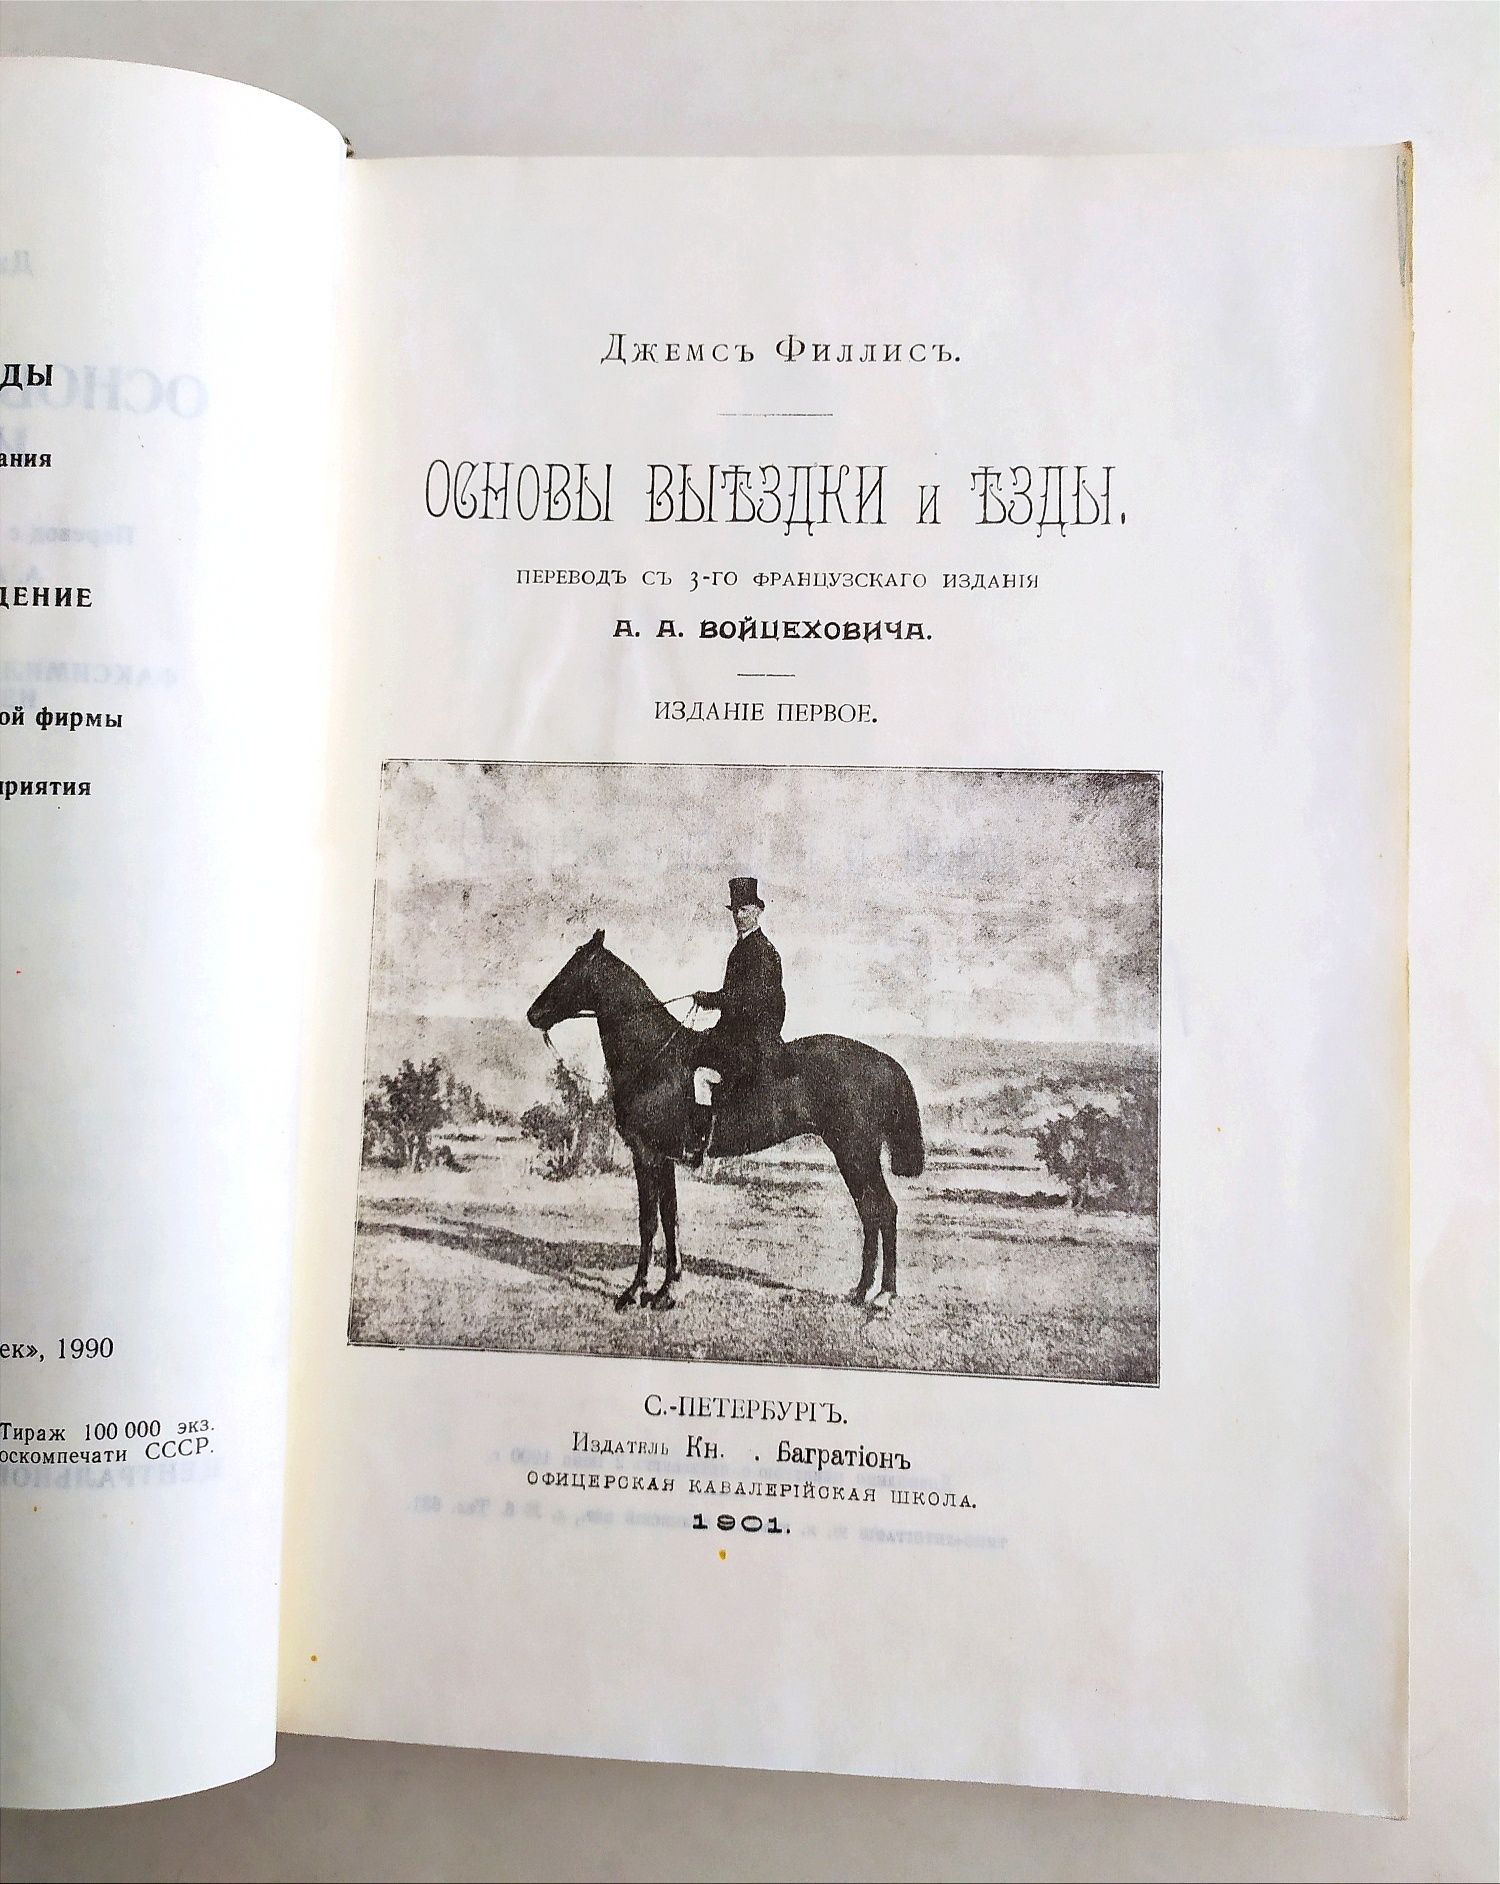 ДЫ
ания
ДЕНИЕ
ой фирмы
приятия
ек», 1990
Тираж 100 000 экз.
оскомпечати СССР.
Джемсъ Филлисъ.
ОСНОВЫ ВЫѢЗДКИ и ѢЗДЫ.
ПЕРЕВОДЪ СЪ 3-ГО ФРАНЦУЗСКАГО ИЗДАНІЯ
А. А. ВОЙЦЕХОВИЧА.
ИЗДАНІЕ ПЕРВОЕ.
С.-ПЕТЕРБУРГЪ.
Издатель Кн. . Багратіонъ
ОФИЦЕРСКАЯ КАВАЛЕРІЙСКАЯ ШКОЛА.
1901.